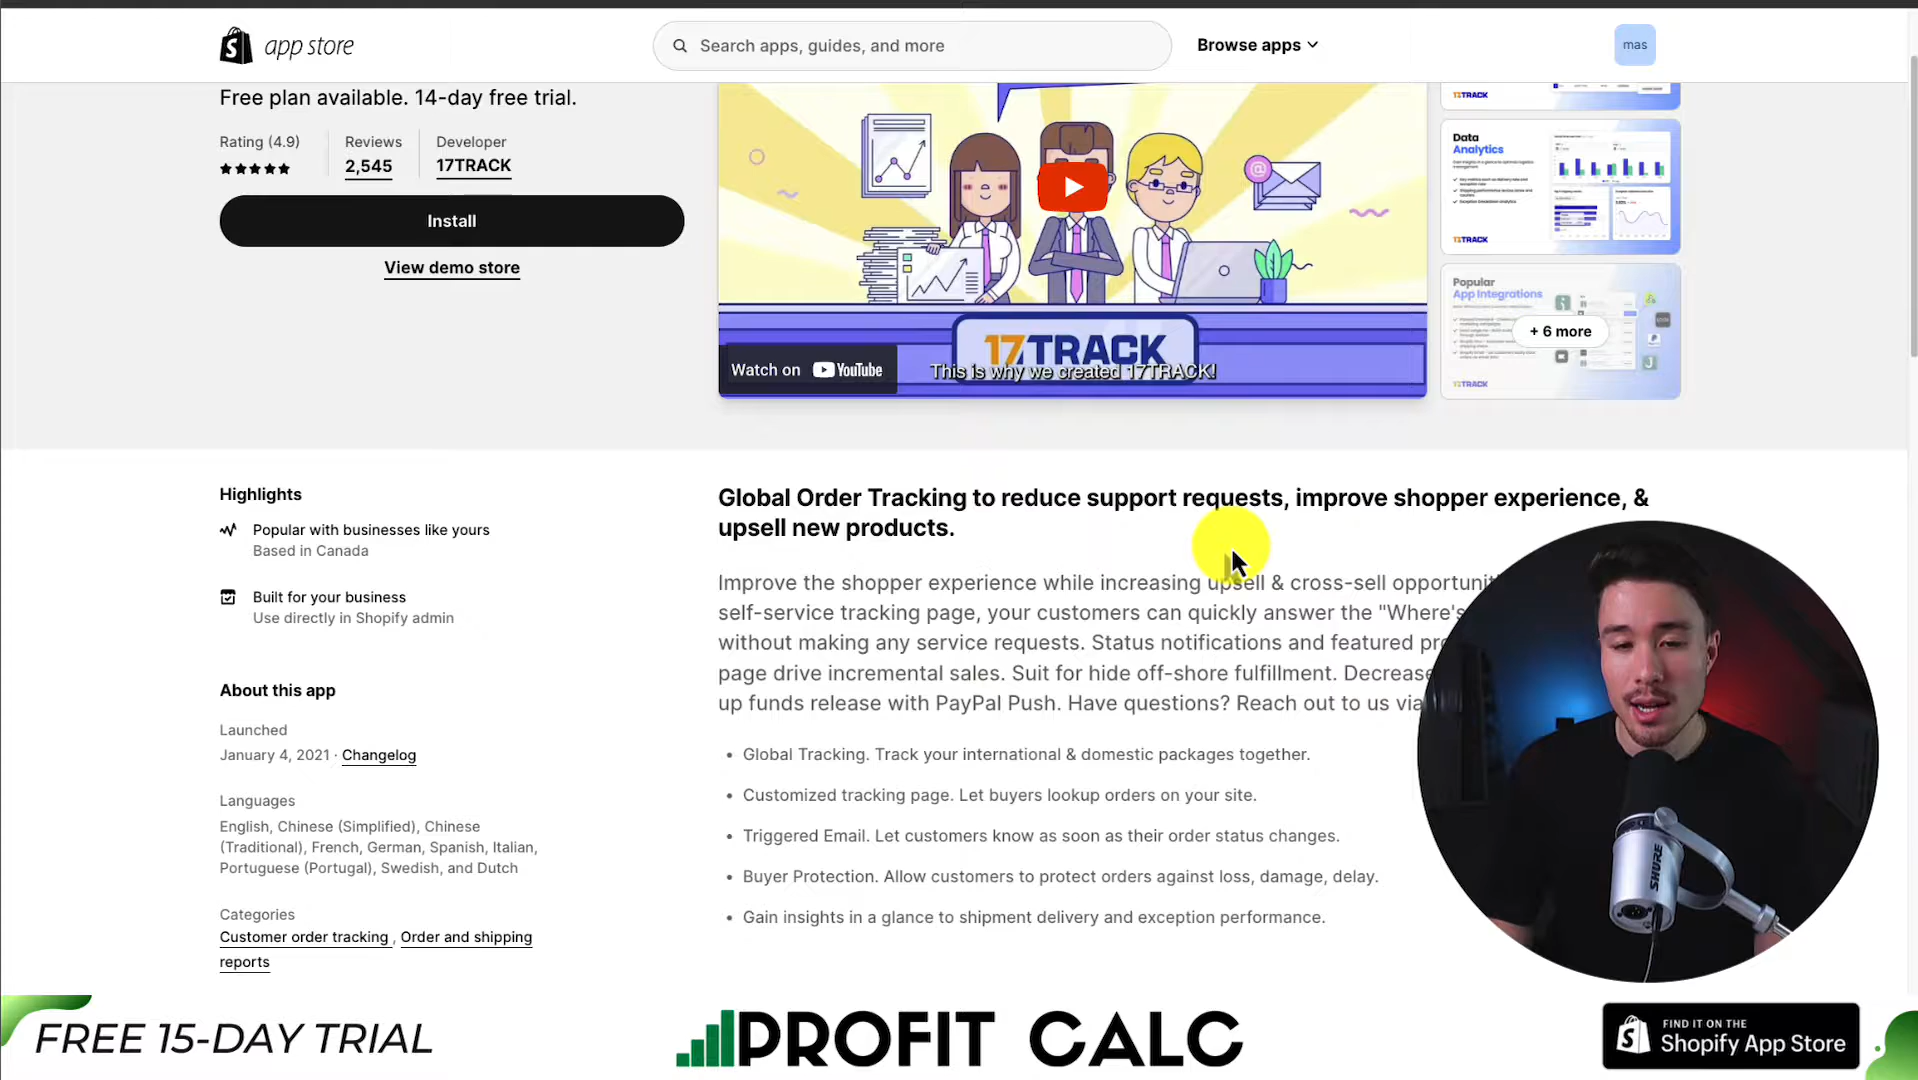 app store
Search apps, guides, and more
Browse apps
mas
Free plan available. 14-day free trial.
Rating (4.9)
Reviews
2,545
Developer
17TRACK
Install
View demo store
17TRACK
This is why we created 17TRACK!
Watch on YouTube
17TRACK
Data
Analytics
17TRACK
Popular
App Integrations
+ 6 more
17TRACK
Highlights
Popular with businesses like yours
Based in Canada
Built for your business
Use directly in Shopify admin
About this app
Launched
January 4, 2021 · Changelog
Languages
English, Chinese (Simplified), Chinese
(Traditional), French, German, Spanish, Italian,
Portuguese (Portugal), Swedish, and Dutch
Categories
Customer order tracking , Order and shipping
reports
Global Order Tracking to reduce support requests, improve shopper experience, &
upsell new products.
Improve the shopper experience while increasing upsell & cross-sell
self-service tracking page, your customers can quickly answer the "Where's
without making any service requests. Status notifications and featured
page drive incremental sales. Suit for hide off-shore fulfillment.
up funds release with PayPal Push. Have questions? Reach out to us via
• Global Tracking. Track your international & domestic packages together.
• Customized tracking page. Let buyers lookup orders on your site.
• Triggered Email. Let customers know as soon as their order status changes.
• Buyer Protection. Allow customers to protect orders against loss, damage, delay.
• Gain insights in a glance to shipment delivery and exception performance.
SHURE
FREE 15-DAY TRIAL
PROFIT CALC
FIND IT ON THE
Shopify App Store